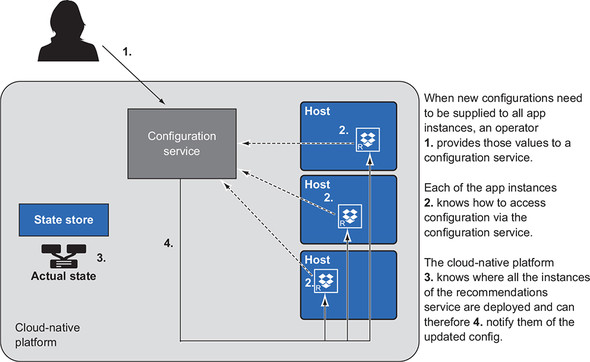 1.
Configuration
service
Host
2.
R
Host
2.
R
Host
2.
R
State store
3.
Actual state
4.
Cloud-native
platform
When new configurations need
to be supplied to all app
instances, an operator
1. provides those values to a
configuration service.
Each of the app instances
2. knows how to access
configuration via the
configuration service.
The cloud-native platform
3. knows where all the instances
of the recommendations
service are deployed and can
therefore 4. notify them of the
updated config.